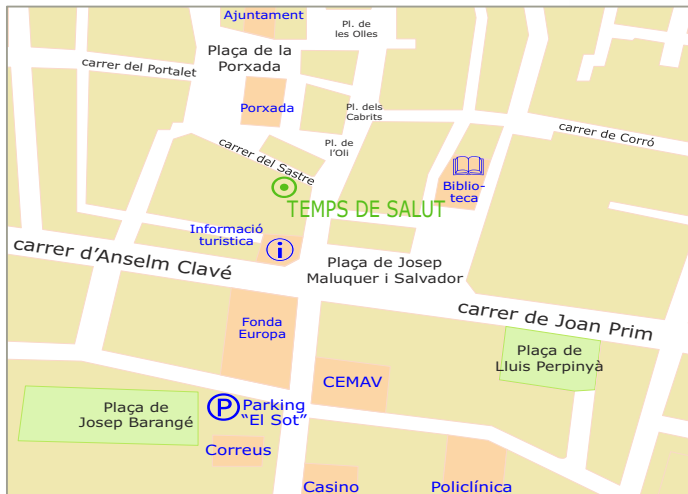 Ajuntament
Pl. de
les Olles
Plaça de la
Porxada
carrer del Portalet
Porxada
Pl. dels
Cabrits
carrer de Corró
Pl. de
l'Oli
carrer del Sastre
Biblio-
teca
TEMPS DE SALUT
Informació
turistica
i
carrer d'Anselm Clavé
Plaça de Josep
Maluquer i Salvador
carrer de Joan Prim
Fonda
Europa
Plaça de
Lluis Perpinyà
CEMAV
P
Parking
“El Sot”
Plaça de
Josep Barangé
Correus
Casino
Policlínica